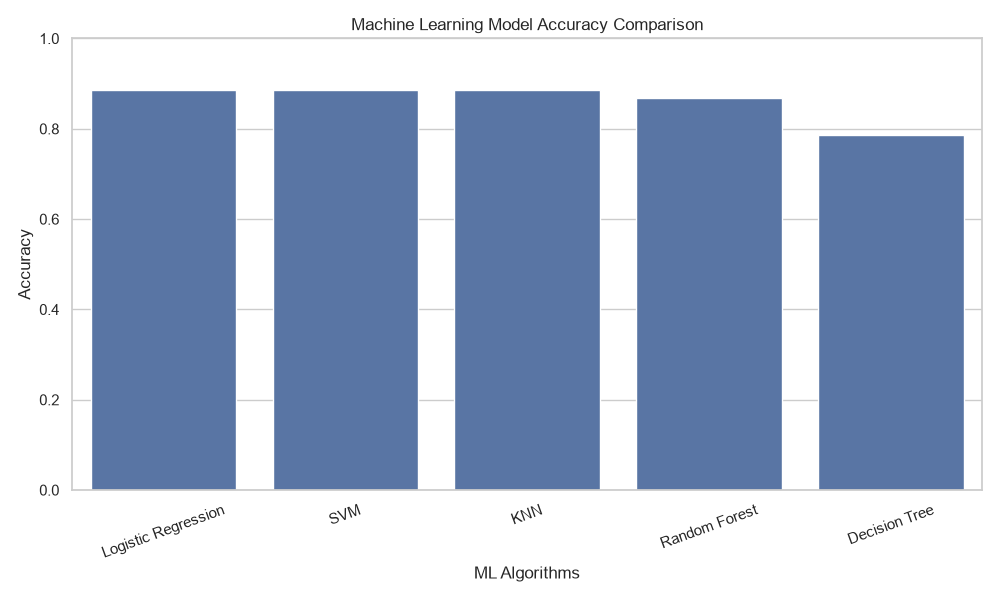 Machine Learning Model Accuracy Comparison
1.0
0.8
0.6
0.4
0.2
0.0
Accuracy
Logistic Regression
SVM
KNN
Random Forest
Decision Tree
ML Algorithms